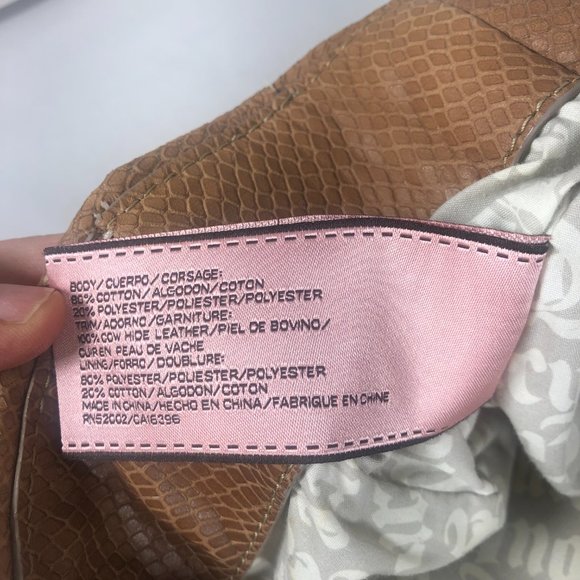 BODY/CUERPO/CORSAGE:
80% COTTON/ALGODON/COTON
20% POLYESTER/POLIESTER/POLYESTER
TRIM/ADORNO/GARNITURE:
100% COW HIDE LEATHER/PIEL DE BOVINO/
CUIR EN PEAU DE VACHE
LINING/FORRO/DOUBLURE:
80% POLYESTER/POLIESTER/POLYESTER
20% COTTON/ALGODON/COTON
MADE IN CHINA/HECHO EN CHINA/FABRIQUE EN CHINE
RN52002/CA16396